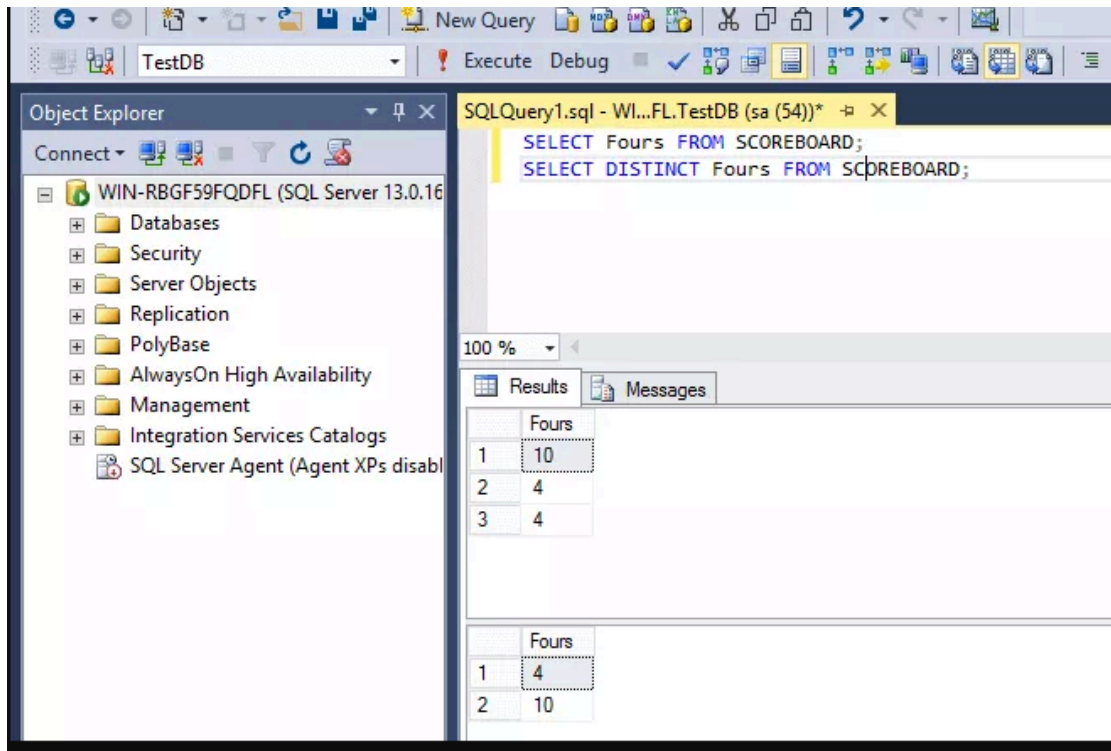 New Query
TestDB
Execute Debug
Object Explorer
Connect
WIN-RBGF59FQDFL (SQL Server 13.0.16
Databases
Security
Server Objects
Replication
PolyBase
AlwaysOn High Availability
Management
Integration Services Catalogs
SQL Server Agent (Agent XPs disabl
SQLQuery1.sql - WI...FL.TestDB (sa (54))*
SELECT Fours FROM SCOREBOARD;
SELECT DISTINCT Fours FROM SCOREBOARD;
100 %
Results Messages
Fours
1 10
2 4
3 4
Fours
1 4
2 10